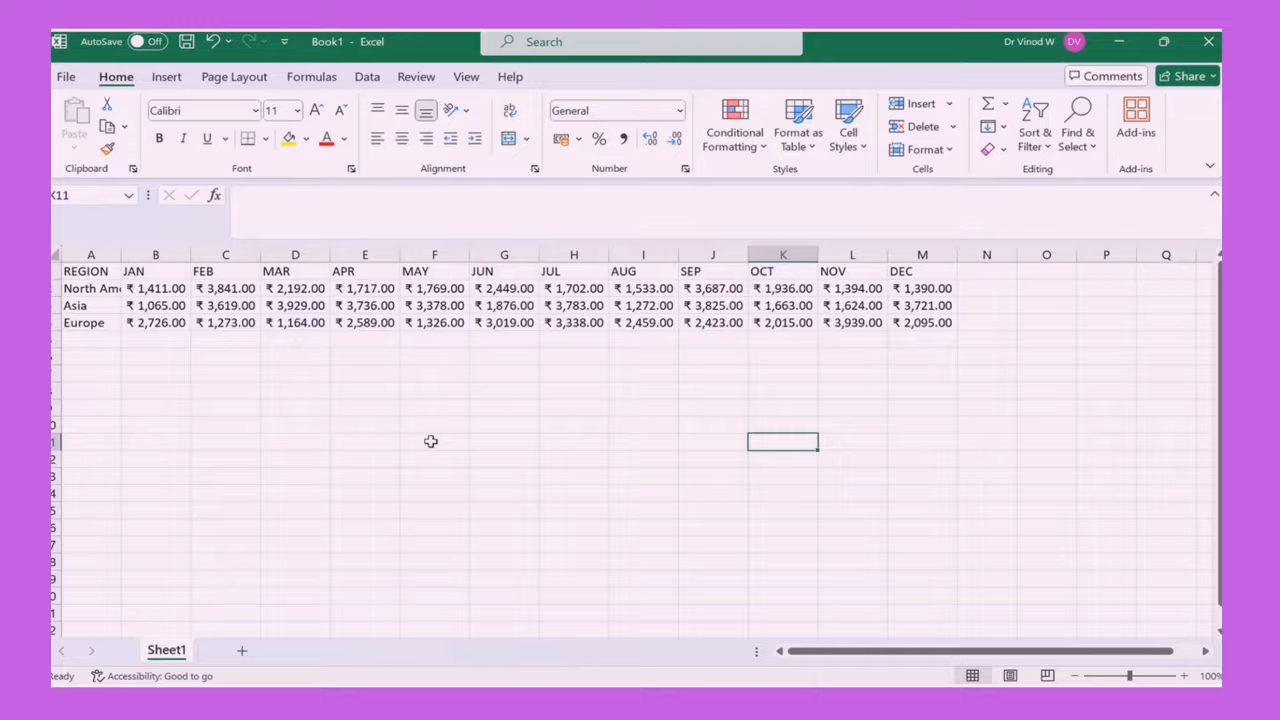 AutoSave Off Book1 - Excel Search Dr Vinod W DV
File Home Insert Page Layout Formulas Data Review View Help Comments Share
Calibri 11 General Insert
Paste B I U Conditional Formatting Format as Table Cell Styles Delete Sort & Filter Find & Select Add-ins
Format
Clipboard Font Alignment Number Styles Cells Editing Add-ins
K11 fx
A B C D E F G H I J K L M N O P Q
REGION JAN FEB MAR APR MAY JUN JUL AUG SEP OCT NOV DEC
North Am ₹ 1,411.00 ₹ 3,841.00 ₹ 2,192.00 ₹ 1,717.00 ₹ 1,769.00 ₹ 2,449.00 ₹ 1,702.00 ₹ 1,533.00 ₹ 3,687.00 ₹ 1,936.00 ₹ 1,394.00 ₹ 1,390.00
Asia ₹ 1,065.00 ₹ 3,619.00 ₹ 3,929.00 ₹ 3,736.00 ₹ 3,378.00 ₹ 1,876.00 ₹ 3,783.00 ₹ 1,272.00 ₹ 3,825.00 ₹ 1,663.00 ₹ 1,624.00 ₹ 3,721.00
Europe ₹ 2,726.00 ₹ 1,273.00 ₹ 1,164.00 ₹ 2,589.00 ₹ 1,326.00 ₹ 3,019.00 ₹ 3,338.00 ₹ 2,459.00 ₹ 2,423.00 ₹ 2,015.00 ₹ 3,939.00 ₹ 2,095.00
Sheet1
eady Accessibility: Good to go 100%